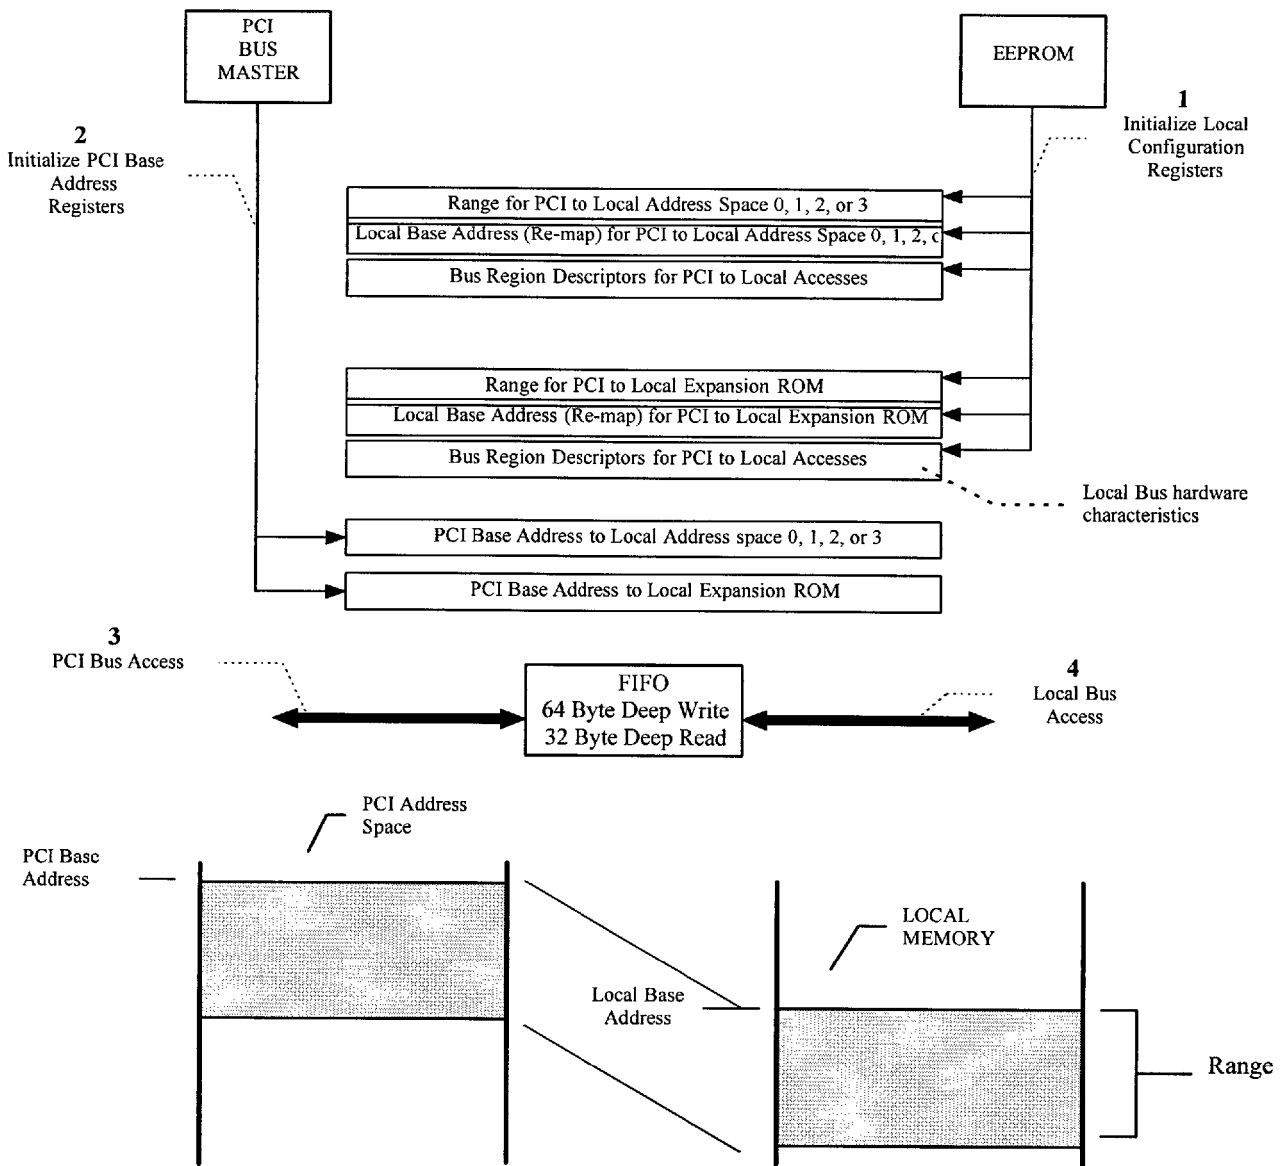 PCI
BUS
MASTER
EEPROM
1
Initialize Local
Configuration
Registers
2
Initialize PCI Base
Address
Registers
Range for PCI to Local Address Space 0, 1, 2, or 3
Local Base Address (Re-map) for PCI to Local Address Space 0, 1, 2,
Bus Region Descriptors for PCI to Local Accesses
Range for PCI to Local Expansion ROM
Local Base Address (Re-map) for PCI to Local Expansion ROM
Bus Region Descriptors for PCI to Local Accesses
Local Bus hardware
characteristics
PCI Base Address to Local Address space 0, 1, 2, or 3
PCI Base Address to Local Expansion ROM
3
PCI Bus Access
FIFO
64 Byte Deep Write
32 Byte Deep Read
4
Local Bus
Access
PCI Address
Space
PCI Base
Address
LOCAL
MEMORY
Local Base
Address
Range